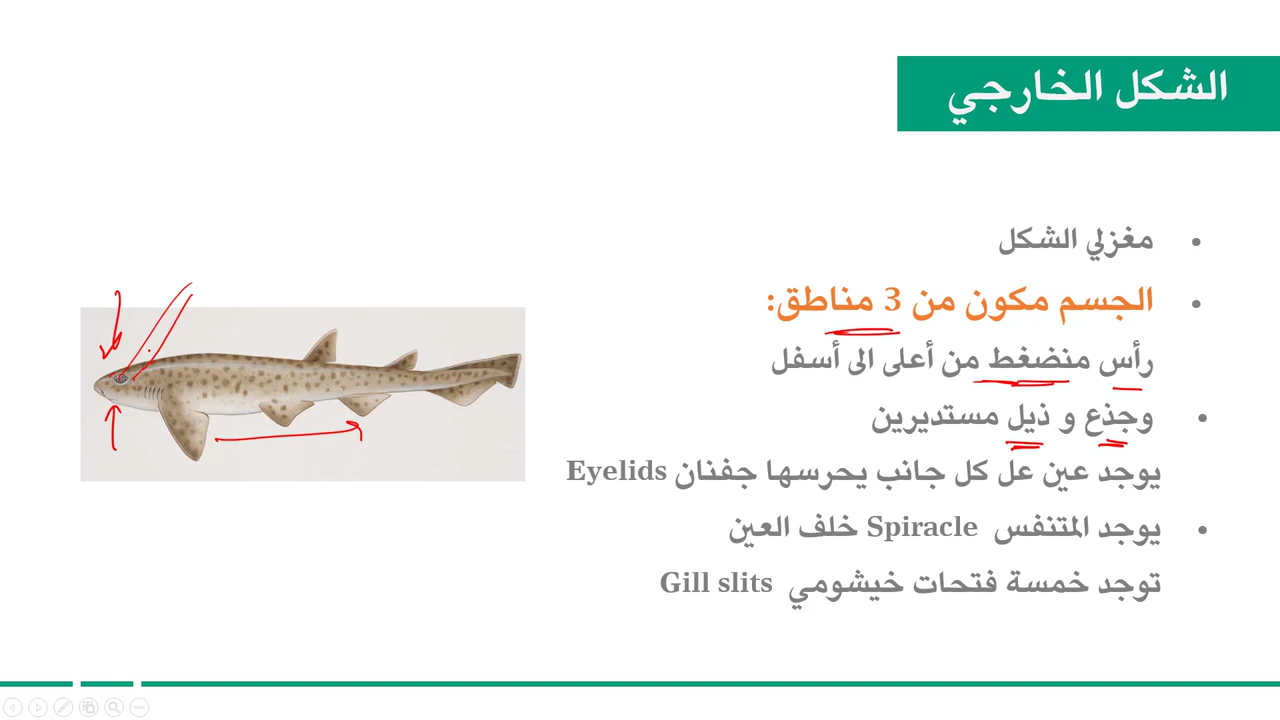 الشكل الخارجي
• مغزلي الشكل
• الجسم مكون من 3 مناطق:
رأس منضغط من أعلى الى أسفل
• وجذع و ذيل مستديرين
يوجد عين عل كل جانب يحرسها جفنان Eyelids
• يوجد المتنفس Spiracle خلف العين
توجد خمسة فتحات خيشومي Gill slits